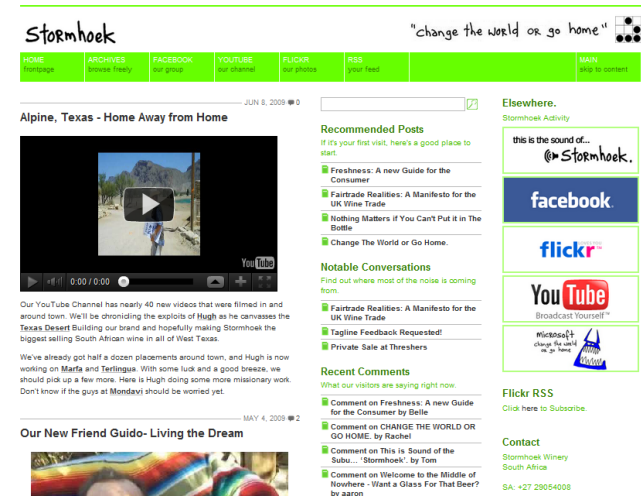 Stormhoek
"change the world or go home"
HOME
frontpage
ARCHIVES
browse freely
FACEBOOK
our group
YOUTUBE
our channel
FLICKR
our photos
RSS
your feed
MAIN
skip to content
JUN 8, 2009 0
Alpine, Texas - Home Away from Home
YouTube
0:00 / 0:00
Our YouTube Channel has nearly 40 new videos that were filmed in and
around town. We'll be chronicling the exploits of Hugh as he canvasses the
Texas Desert Building our brand and hopefully making Stormhoek the
biggest selling South African wine in all of West Texas.
We've already got half a dozen placements around town, and Hugh is now
working on Marfa and Terlingua. With some luck and a good breeze, we
should pick up a few more. Here is Hugh doing some more missionary work.
Don't know if the guys at Mondavi should be worried yet.
MAY 4, 2009 2
Our New Friend Guido- Living the Dream
Recommended Posts
If it's your first visit, here's a good place to
start.
Freshness: A new Guide for the
Consumer
Fairtrade Realities: A Manifesto for the
UK Wine Trade
Nothing Matters if You Can't Put it in The
Bottle
Change The World or Go Home.
Notable Conversations
Find out where most of the noise is coming
from.
Fairtrade Realities: A Manifesto for the
UK Wine Trade
Tagline Feedback Requested!
Private Sale at Threshers
Recent Comments
What our visitors are saying right now.
Comment on Freshness: A new Guide
for the Consumer by Belle
Comment on CHANGE THE WORLD OR
GO HOME. by Rachel
Comment on This is Sound of the
Subu... ‘Stormhoek’. by Tom
Comment on Welcome to the Middle of
Nowhere - Want a Glass For That Beer?
by aaron
Elsewhere.
Stormhoek Activity
this is the sound of...
Stormhoek.
facebook
flickr
YouTube
Broadcast Yourself™
microsoft
change the world
or go home
Flickr RSS
Click here to Subscribe.
Contact
Stormhoek Winery
South Africa
SA: +27 29054008